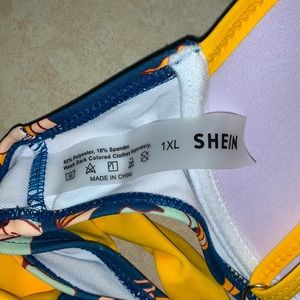 82% Polyester, 18% Spandex
Wash Dark Colored Clothes Separately.
MADE IN CHINA
1XL
SHEIN